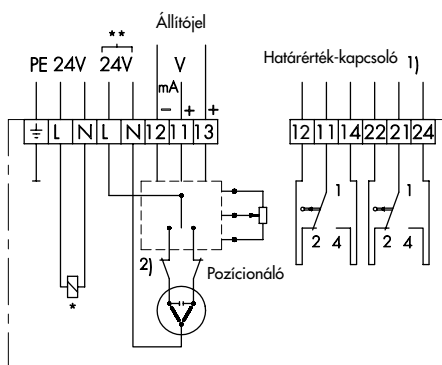 **
Állítójel
PE 24V 24V V
mA
− + +
L N L N 12 11 13
2)
Pozícionáló
*
Határérték-kapcsoló 1)
12 11 14 22 21 24
1 1
2 4 2 4